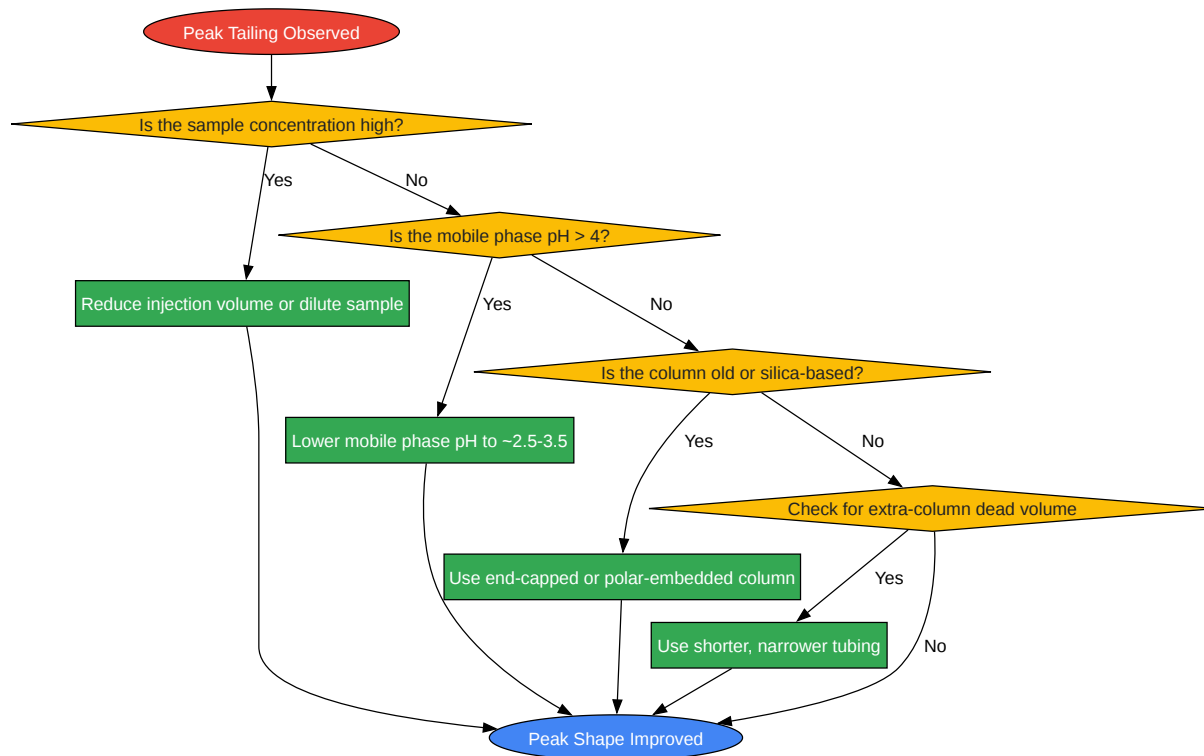 Peak Tailing Observed
Is the sample concentration high?
Yes
No
Is the mobile phase pH > 4?
Reduce injection volume or dilute sample
Yes
No
Is the column old or silica-based?
Lower mobile phase pH to ~2.5-3.5
Yes
No
Check for extra-column dead volume
Use end-capped or polar-embedded column
Yes
Use shorter, narrower tubing
No
Peak Shape Improved